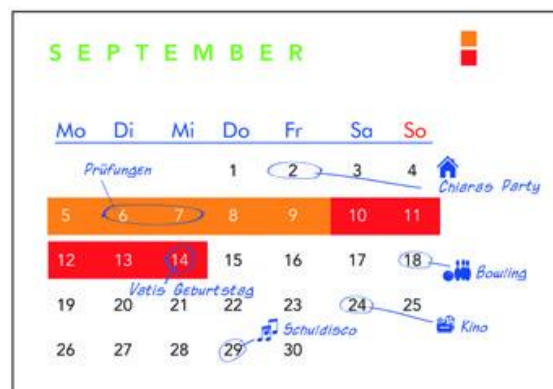 SEPTEMBER
Mo Di Mi Do Fr Sa So
Prüfungen
1 2 3 4
Chiaras Party
5 6 7 8 9 10 11
12 13 14 15 16 17 18
Vatis Geburtstag
Bowling
19 20 21 22 23 24 25
Schuldisco
Kino
26 27 28 29 30